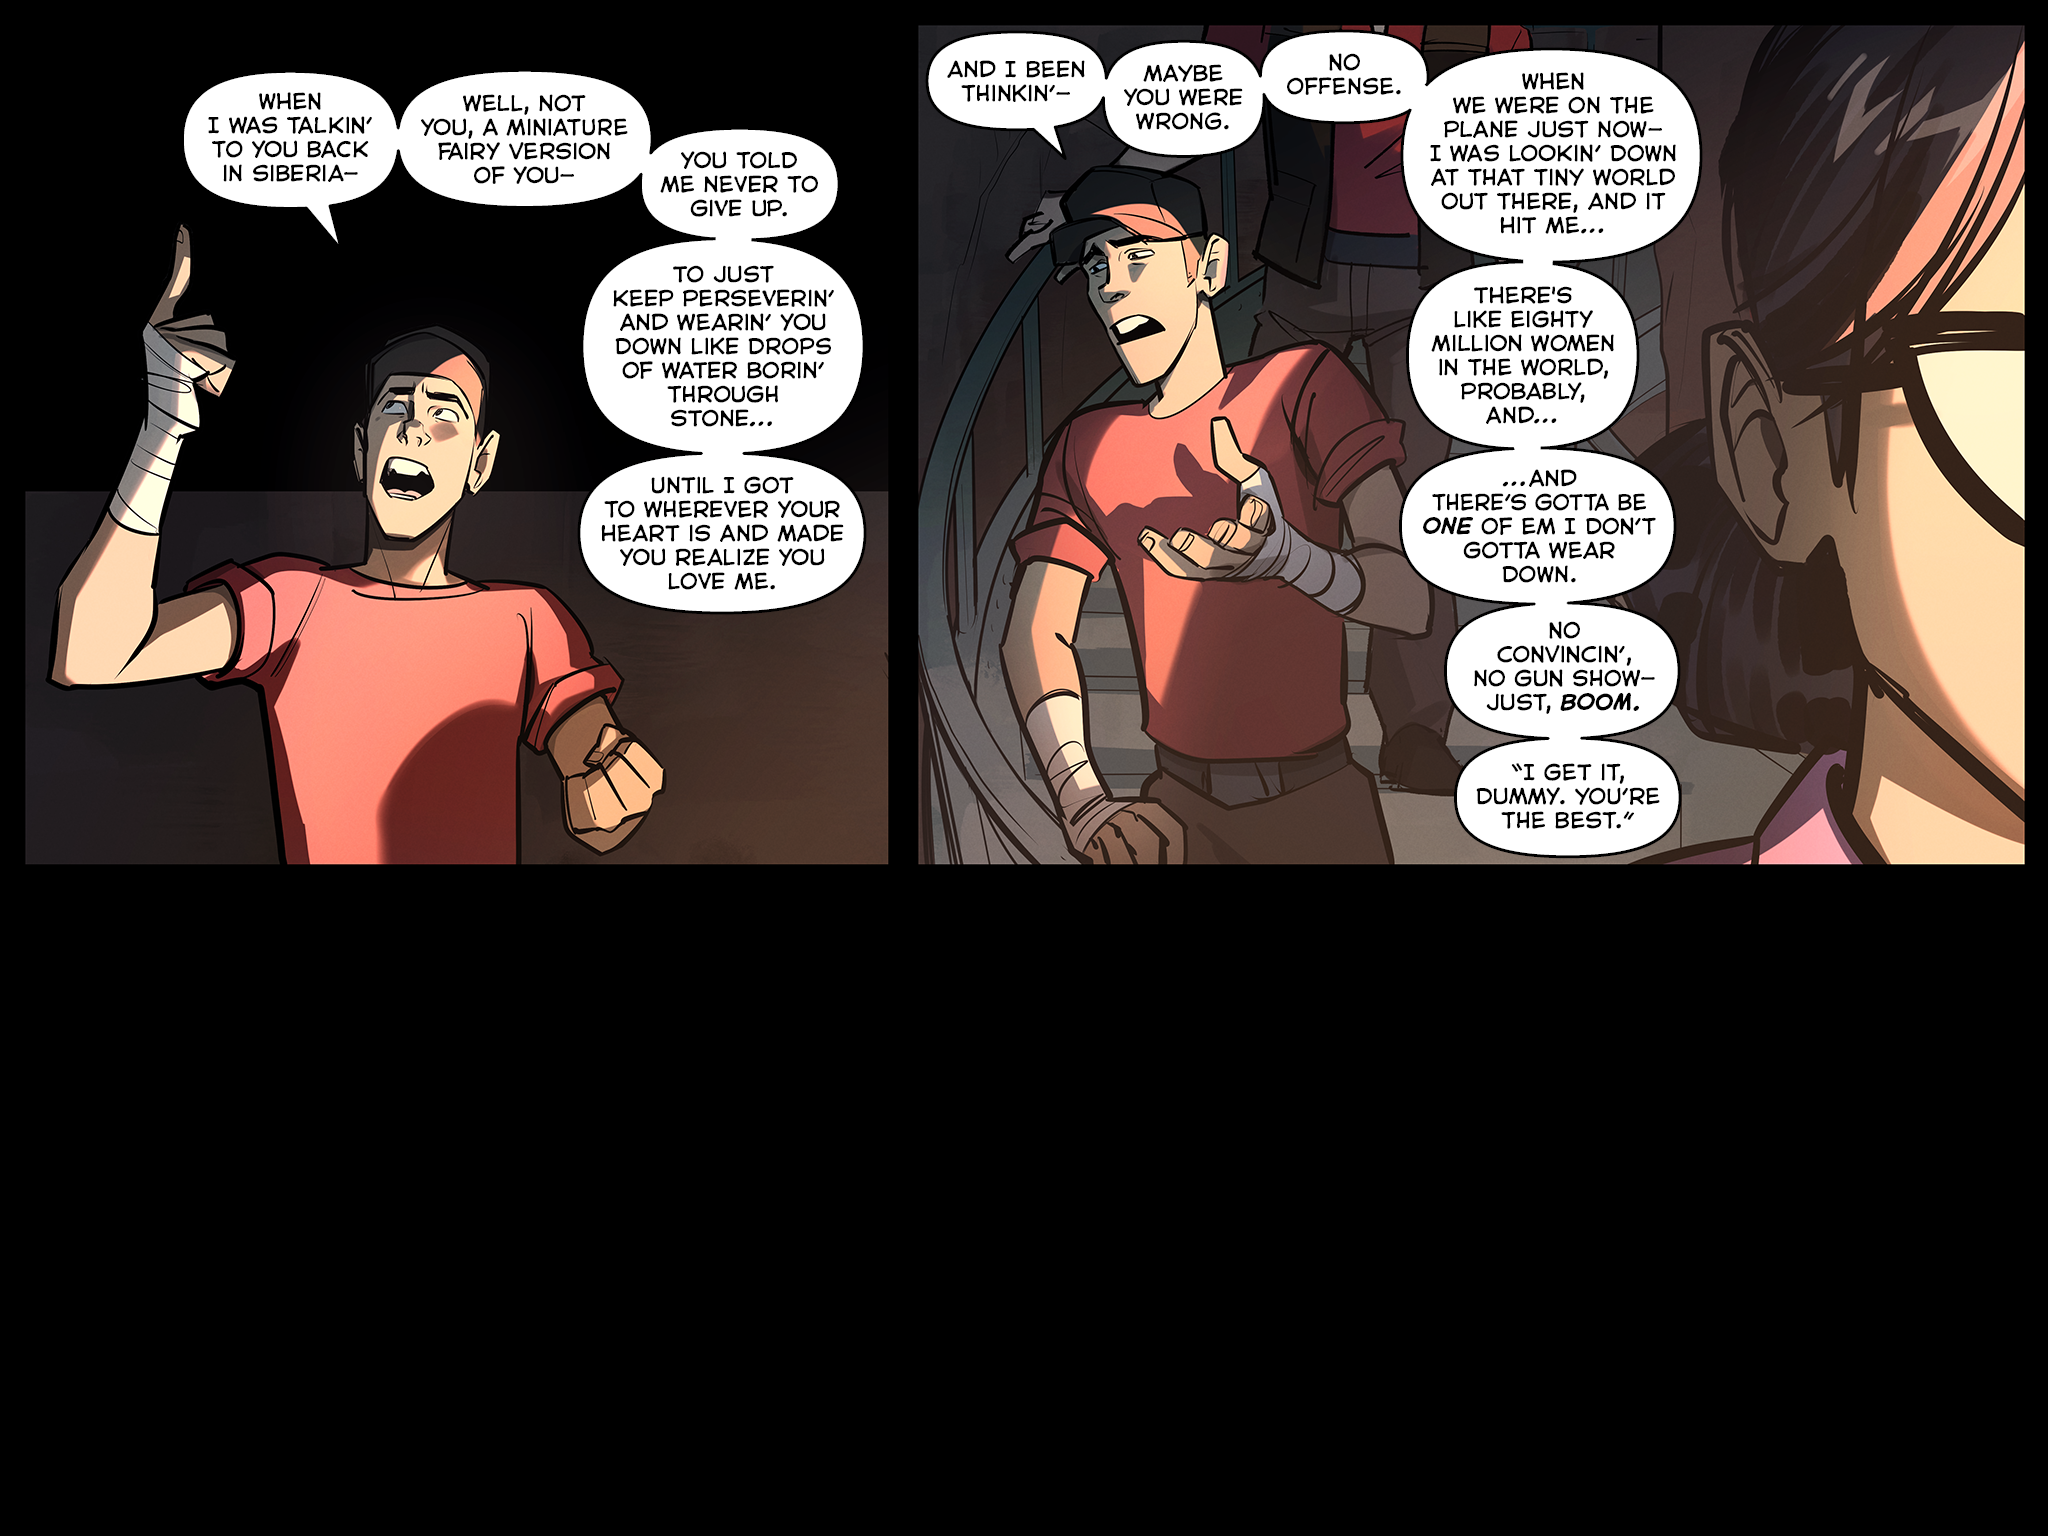 WHEN
I WAS TALKIN'
TO YOU BACK
IN SIBERIA–
WELL, NOT
YOU, A MINIATURE
FAIRY VERSION
OF YOU–
YOU TOLD
ME NEVER TO
GIVE UP.
TO JUST
KEEP PERSEVERIN'
AND WEARIN' YOU
DOWN LIKE DROPS
OF WATER BORIN'
THROUGH
STONE...
UNTIL I GOT
TO WHEREVER YOUR
HEART IS AND MADE
YOU REALIZE YOU
LOVE ME.
AND I BEEN
THINKIN'–
MAYBE
YOU WERE
WRONG.
NO
OFFENSE.
WHEN
WE WERE ON THE
PLANE JUST NOW–
I WAS LOOKIN' DOWN
AT THAT TINY WORLD
OUT THERE, AND IT
HIT ME...
THERE'S
LIKE EIGHTY
MILLION WOMEN
IN THE WORLD,
PROBABLY,
AND...
...AND
THERE'S GOTTA BE
ONE OF EM I DON'T
GOTTA WEAR
DOWN.
NO
CONVINCIN',
NO GUN SHOW–
JUST, BOOM.
"I GET IT,
DUMMY. YOU'RE
THE BEST."